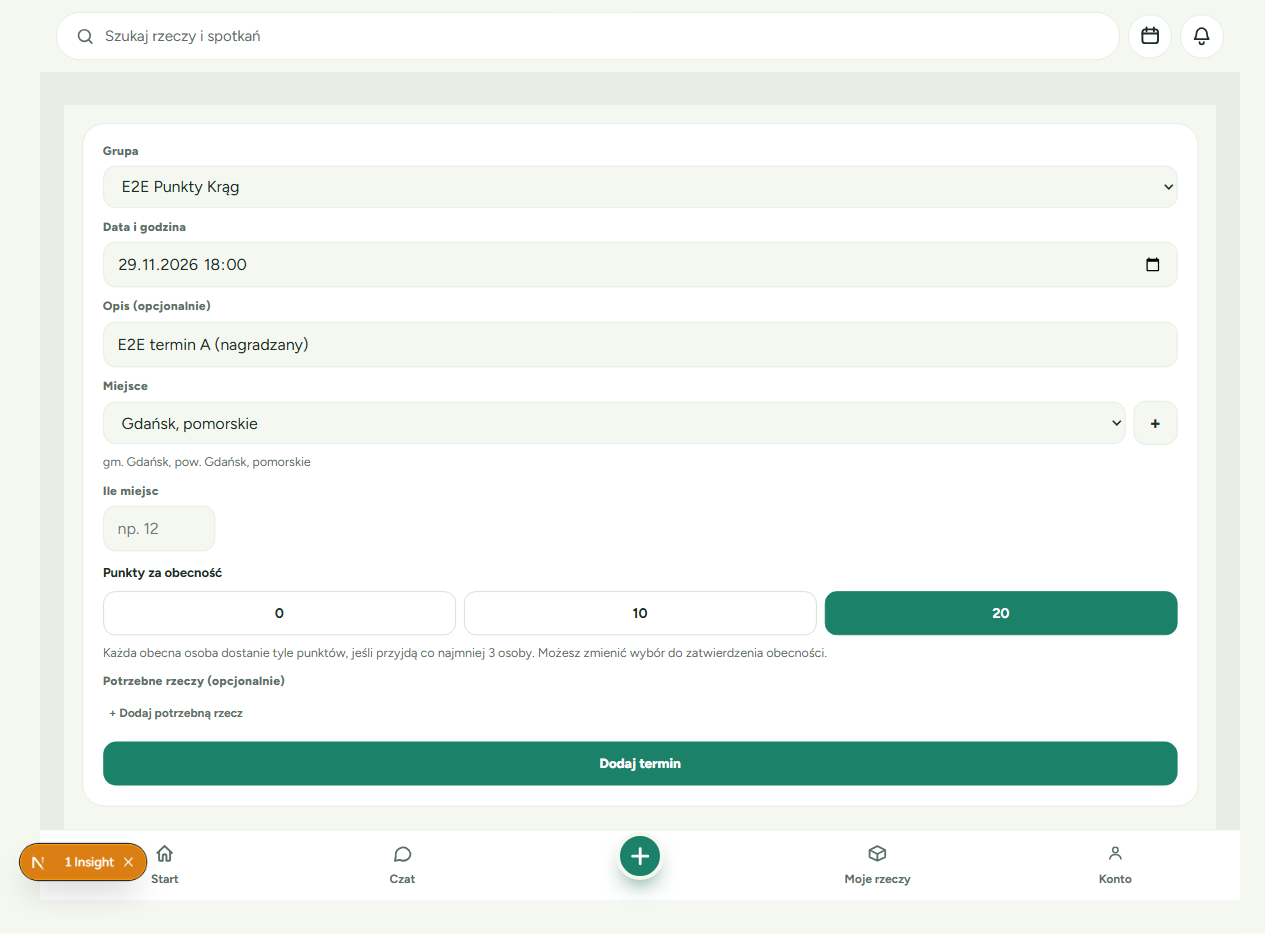 Szukaj rzeczy i spotkań
Grupa
E2E Punkty Krąg
Data i godzina
29.11.2026 18:00
Opis (opcjonalnie)
E2E termin A (nagradzany)
Miejsce
Gdańsk, pomorskie
+
gm. Gdańsk, pow. Gdańsk, pomorskie
Ile miejsc
np. 12
Punkty za obecność
0 10 20
Każda obecna osoba dostanie tyle punktów, jeśli przyjdą co najmniej 3 osoby. Możesz zmienić wybór do zatwierdzenia obecności.
Potrzebne rzeczy (opcjonalnie)
+ Dodaj potrzebną rzecz
Dodaj termin
N 1 Insight
Start Czat Moje rzeczy Konto